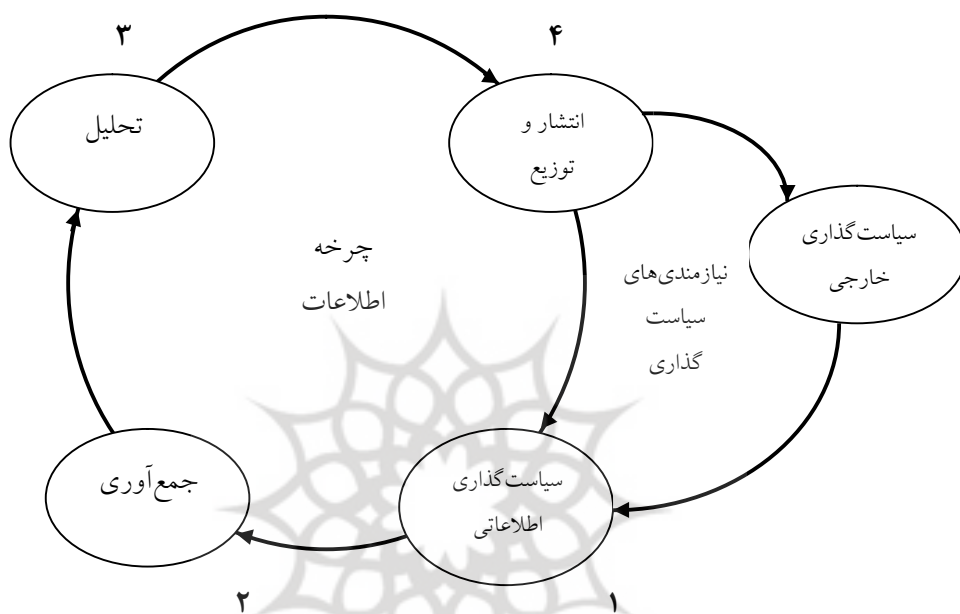 ۳
۴
تحلیل
انتشار و
توزیع
سیاست‌گذاری
خارجی
چرخه
اطلاعات
نیازمندی‌های
سیاست
گذاری
جمع‌آوری
سیاست‌گذاری
اطلاعاتی
۲
۱